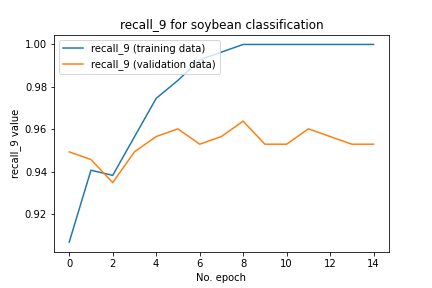 recall_9 for soybean classification
recall_9 (training data)
recall_9 (validation data)
recall_9 value
1.00
0.98
0.96
0.94
0.92
0 2 4 6 8 10 12 14
No. epoch